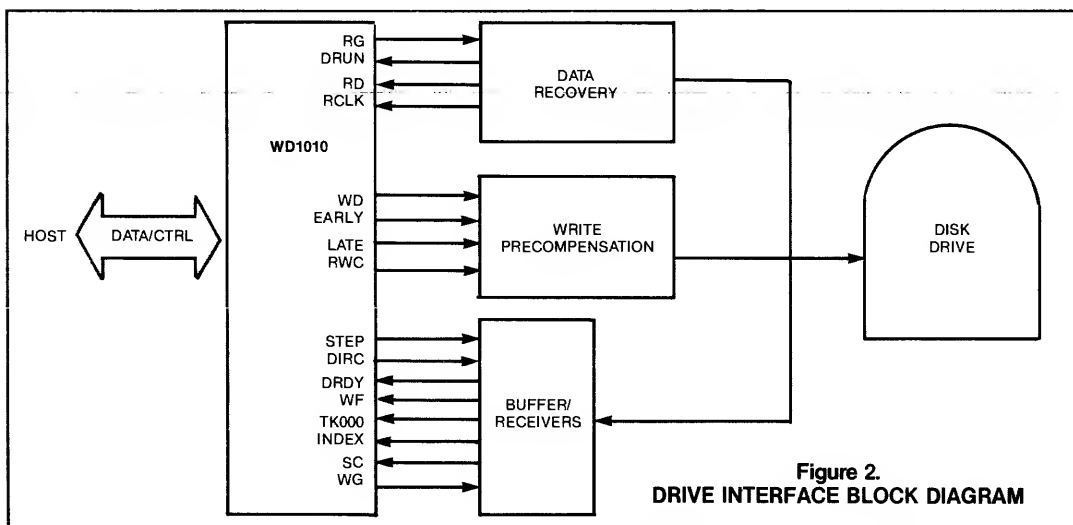 RG
DRUN
RD
RCLK
DATA
RECOVERY
WD1010
WD
EARLY
LATE
RWC
WRITE
PRECOMPENSATION
HOST
DATA/CTRL
DISK
DRIVE
STEP
DIRC
DRDY
WF
TK000
INDEX
SC
WG
BUFFER/
RECEIVERS
Figure 2.
DRIVE INTERFACE BLOCK DIAGRAM